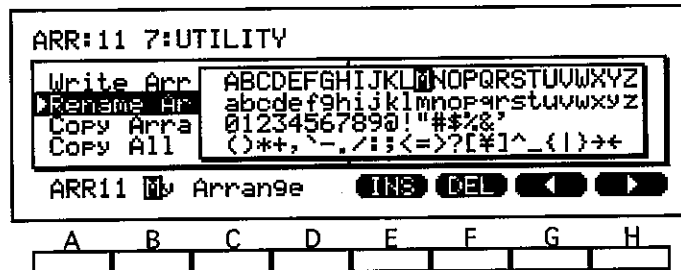 ARR:11 7:UTILITY
Write Arr
Rename Ar
Copy Arra
Copy All
ABCDEFGHIJKLMNOPQRSTUVWXYZ
abcdefghijklmnopqrstuvwxyz
0123456789@!"#$%&'
()*+,`-./:;<=>?[¥]^_{|}→←
ARR11 My Arrange INS DEL ◀ ▶
A B C D E F G H